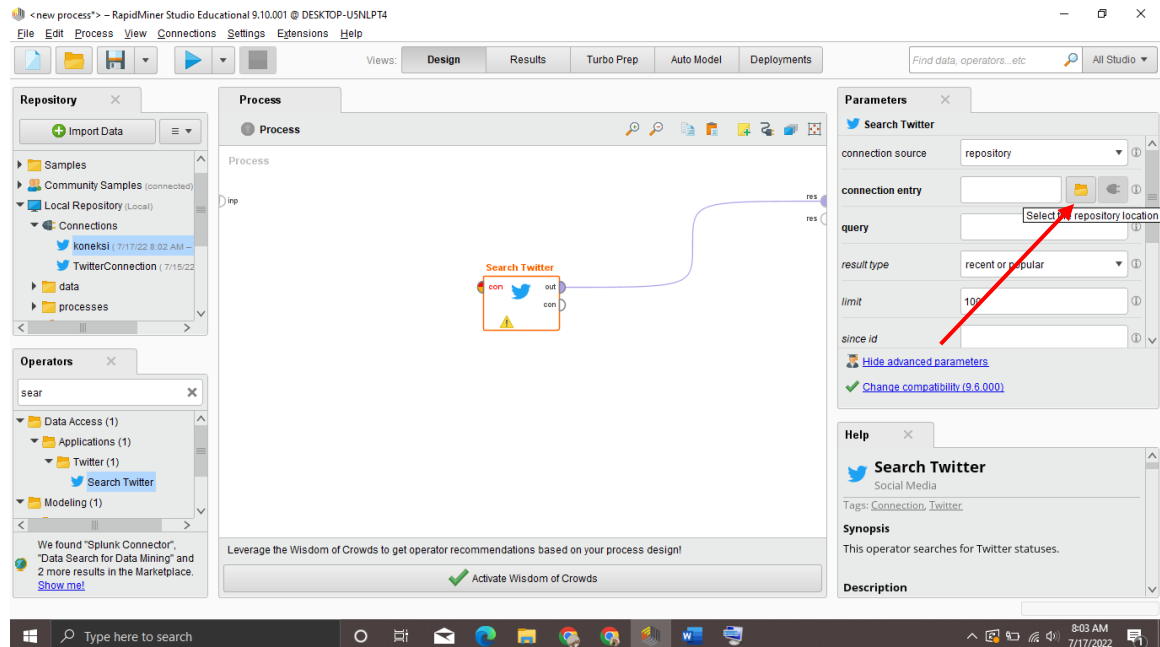 <new process*> – RapidMiner Studio Educational 9.10.001 @ DESKTOP-U5NLPT4
File Edit Process View Connections Settings Extensions Help
Views: Design Results Turbo Prep Auto Model Deployments
Find data, operators...etc All Studio
Repository
Import Data
Samples
Community Samples (connected)
Local Repository (Local)
Connections
koneksi (7/17/22 8:02 AM –
TwitterConnection (7/15/22
data
processes
Operators
sear
Data Access (1)
Applications (1)
Twitter (1)
Search Twitter
Modeling (1)
We found "Splunk Connector",
"Data Search for Data Mining" and
2 more results in the Marketplace.
Show me!
Process
Process
Process
inp
res
res
Search Twitter
con out
con
Leverage the Wisdom of Crowds to get operator recommendations based on your process design!
Activate Wisdom of Crowds
Parameters
Search Twitter
connection source repository
connection entry
Select the repository location
query
result type recent or popular
limit 100
since id
Hide advanced parameters
Change compatibility (9.6.000)
Help
Search Twitter
Social Media
Tags: Connection, Twitter
Synopsis
This operator searches for Twitter statuses.
Description
Type here to search
8:03 AM
7/17/2022